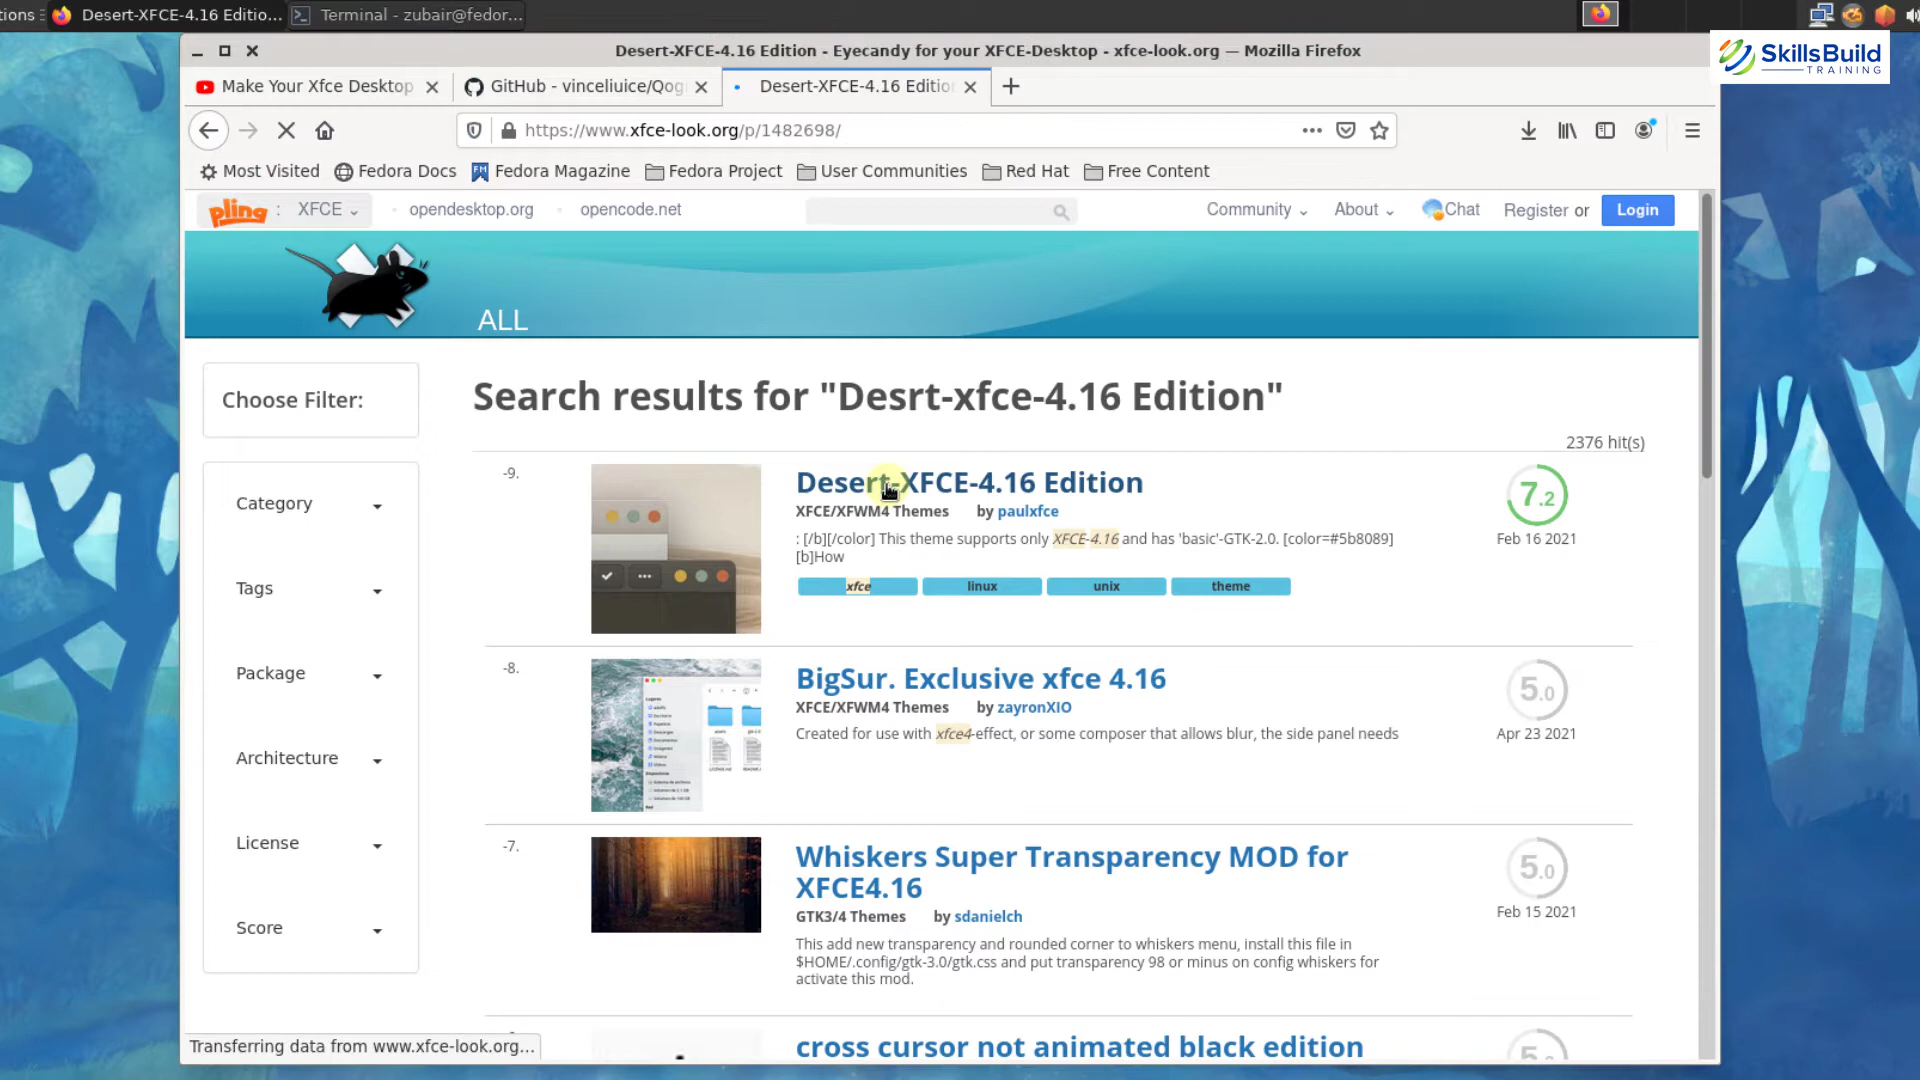 tions
Desert-XFCE-4.16 Editio...
Terminal - zubair@fedor...
Desert-XFCE-4.16 Edition - Eyecandy for your XFCE-Desktop - xfce-look.org — Mozilla Firefox
SkillsBuild
TRAINING
Make Your Xfce Desktop
GitHub - vinceliuice/Qog
Desert-XFCE-4.16 Editio
https://www.xfce-look.org/p/1482698/
Most Visited
Fedora Docs
Fedora Magazine
Fedora Project
User Communities
Red Hat
Free Content
pling : XFCE
opendesktop.org
opencode.net
Community
About
Chat
Register or
Login
ALL
Choose Filter:
Category
Tags
Package
Architecture
License
Score
Search results for "Desrt-xfce-4.16 Edition"
2376 hit(s)
-9.
Desert-XFCE-4.16 Edition
XFCE/XFWM4 Themes by paulxfce
: [/b][/color] This theme supports only XFCE-4.16 and has 'basic'-GTK-2.0. [color=#5b8089]
[b]How
xfce linux unix theme
7.2
Feb 16 2021
-8.
BigSur. Exclusive xfce 4.16
XFCE/XFWM4 Themes by zayronXIO
Created for use with xfce4-effect, or some composer that allows blur, the side panel needs
5.0
Apr 23 2021
-7.
Whiskers Super Transparency MOD for
XFCE4.16
GTK3/4 Themes by sdanielch
This add new transparency and rounded corner to whiskers menu, install this file in
$HOME/.config/gtk-3.0/gtk.css and put transparency 98 or minus on config whiskers for
activate this mod.
5.0
Feb 15 2021
cross cursor not animated black edition
Transferring data from www.xfce-look.org...